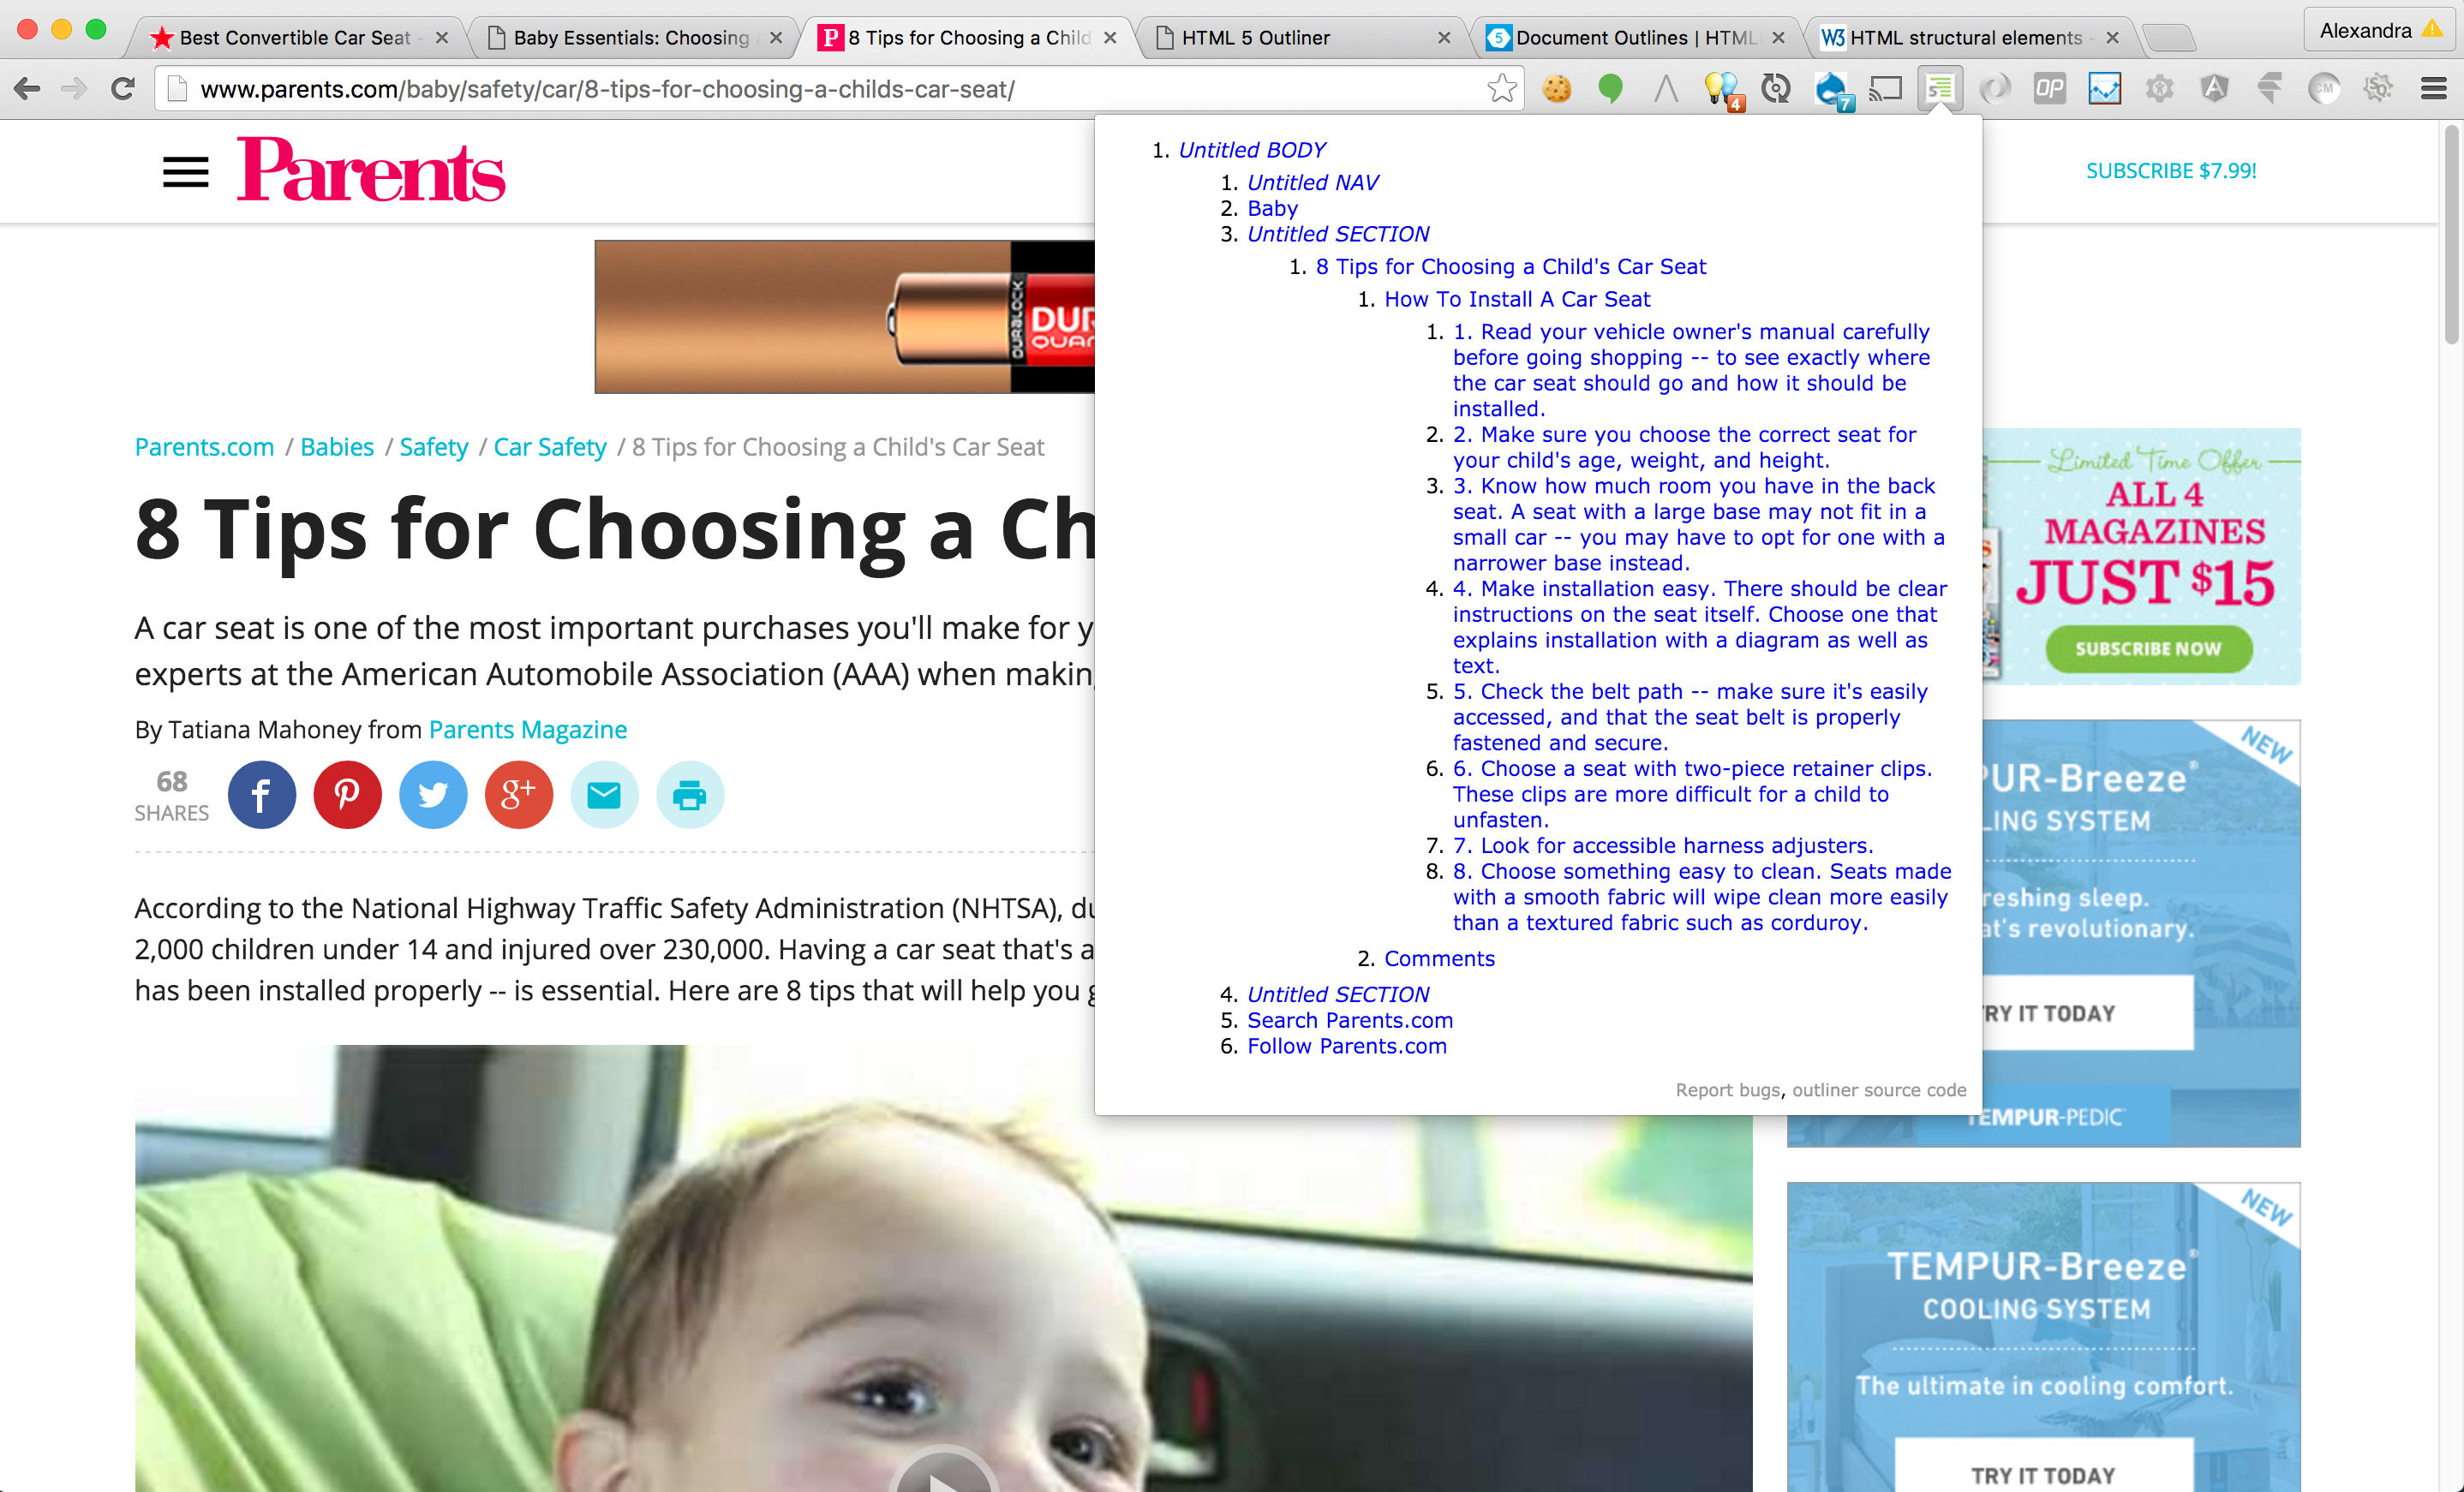 Best Convertible Car Seat -
Baby Essentials: Choosing
8 Tips for Choosing a Child
HTML 5 Outliner
Document Outlines | HTML
HTML structural elements -
Alexandra
www.parents.com/baby/safety/car/8-tips-for-choosing-a-childs-car-seat/
4
7
OP
CM
Parents
SUBSCRIBE $7.99!
DURALOCK
DUR
QUAN
Parents.com / Babies / Safety / Car Safety / 8 Tips for Choosing a Child's Car Seat
8 Tips for Choosing a Ch
A car seat is one of the most important purchases you'll make for y
experts at the American Automobile Association (AAA) when making
By Tatiana Mahoney from Parents Magazine
68
SHARES
According to the National Highway Traffic Safety Administration (NHTSA), du
2,000 children under 14 and injured over 230,000. Having a car seat that's a
has been installed properly -- is essential. Here are 8 tips that will help you g
1. Untitled BODY
1. Untitled NAV
2. Baby
3. Untitled SECTION
1. 8 Tips for Choosing a Child's Car Seat
1. How To Install A Car Seat
1. 1. Read your vehicle owner's manual carefully
before going shopping -- to see exactly where
the car seat should go and how it should be
installed.
2. 2. Make sure you choose the correct seat for
your child's age, weight, and height.
3. 3. Know how much room you have in the back
seat. A seat with a large base may not fit in a
small car -- you may have to opt for one with a
narrower base instead.
4. 4. Make installation easy. There should be clear
instructions on the seat itself. Choose one that
explains installation with a diagram as well as
text.
5. 5. Check the belt path -- make sure it's easily
accessed, and that the seat belt is properly
fastened and secure.
6. 6. Choose a seat with two-piece retainer clips.
These clips are more difficult for a child to
unfasten.
7. 7. Look for accessible harness adjusters.
8. 8. Choose something easy to clean. Seats made
with a smooth fabric will wipe clean more easily
than a textured fabric such as corduroy.
2. Comments
4. Untitled SECTION
5. Search Parents.com
6. Follow Parents.com
Report bugs, outliner source code
Limited Time Offer
ALL 4
MAGAZINES
JUST $15
SUBSCRIBE NOW
NEW
PUR-Breeze®
LING SYSTEM
reshing sleep.
at's revolutionary.
TRY IT TODAY
TEMPUR-PEDIC
NEW
TEMPUR-Breeze®
COOLING SYSTEM
The ultimate in cooling comfort.
TRY IT TODAY